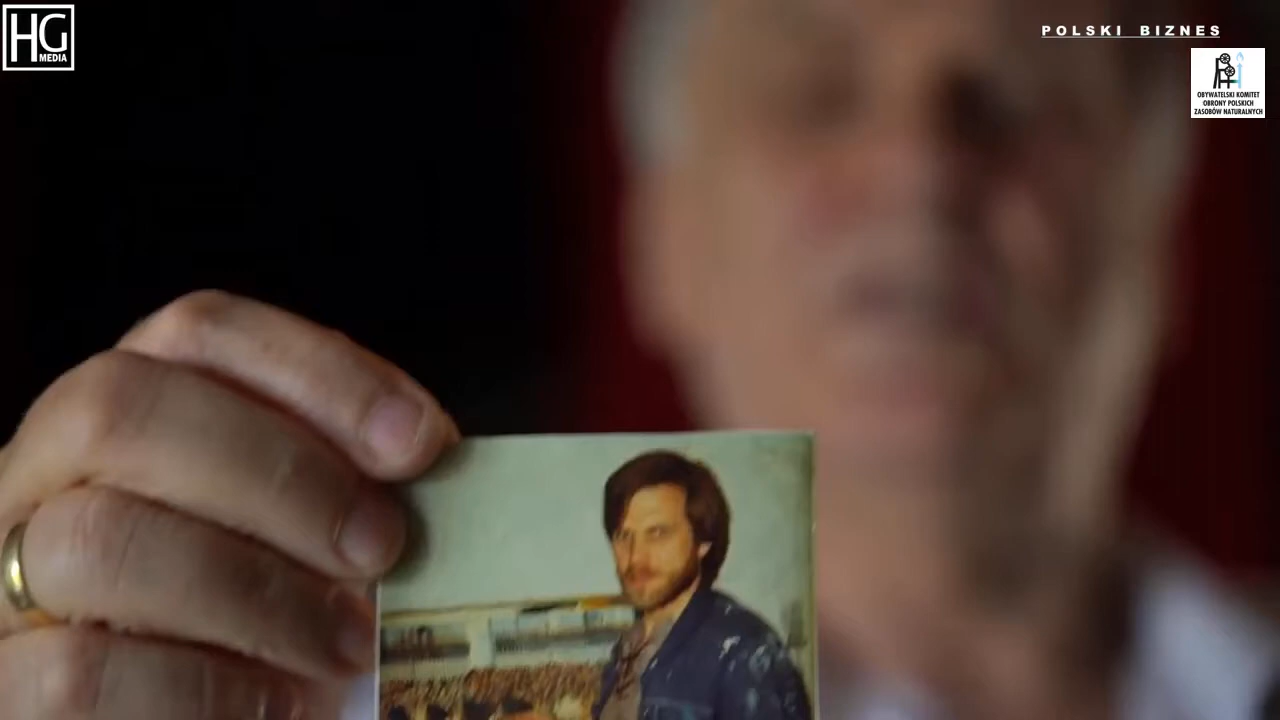 HG
MEDIA
POLSKI BIZNES
OBYWATELSKI KOMITET
OBRONY POLSKICH
ZASOBÓW NATURALNYCH